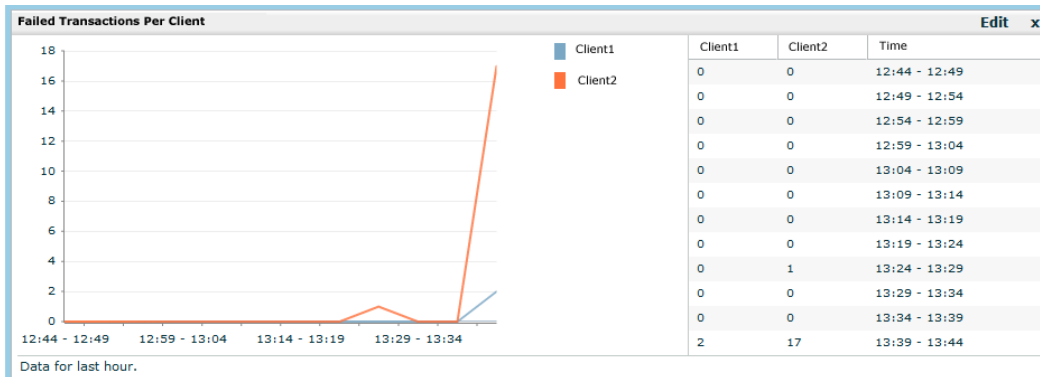 Failed Transactions Per Client Edit x
18
16
14
12
10
8
6
4
2
0
12:44 - 12:49 12:59 - 13:04 13:14 - 13:19 13:29 - 13:34
Client1
Client2
Client1 Client2 Time
0 0 12:44 - 12:49
0 0 12:49 - 12:54
0 0 12:54 - 12:59
0 0 12:59 - 13:04
0 0 13:04 - 13:09
0 0 13:09 - 13:14
0 0 13:14 - 13:19
0 0 13:19 - 13:24
0 1 13:24 - 13:29
0 0 13:29 - 13:34
0 0 13:34 - 13:39
2 17 13:39 - 13:44
Data for last hour.